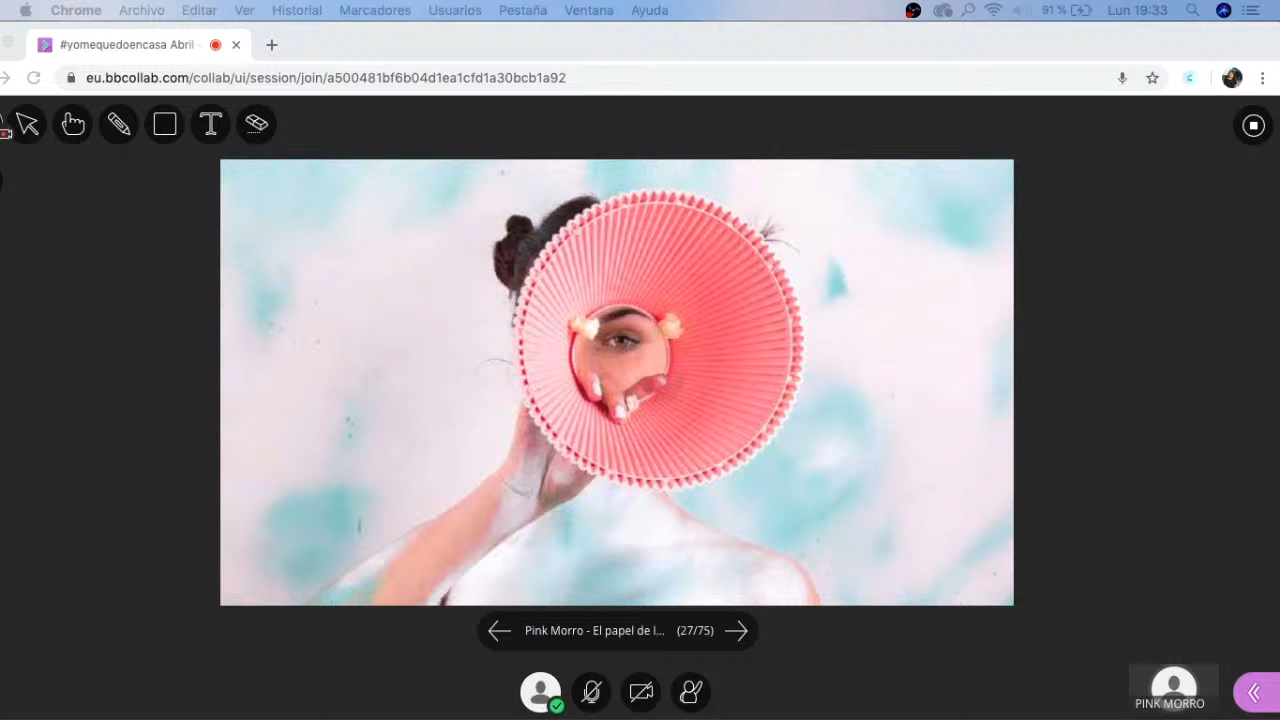 Chrome Archivo Editar Ver Historial Marcadores Usuarios Pestaña Ventana Ayuda 91 % Lun 19:33
#yomequedoencasa Abril -
eu.bbcollab.com/collab/ui/session/join/a500481bf6b04d1ea1cfd1a30bcb1a92
Pink Morro - El papel de l... (27/75)
PINK MORRO